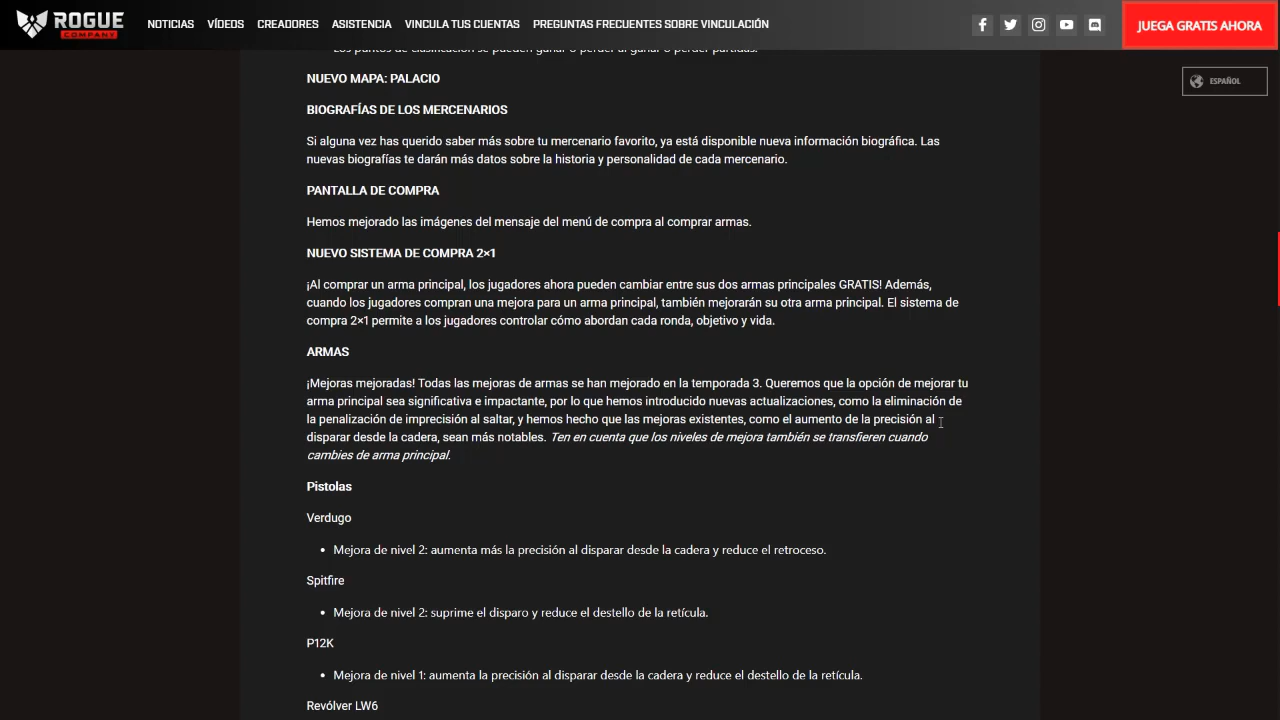 ROGUE
COMPANY
NOTICIAS VÍDEOS CREADORES ASISTENCIA VINCULA TUS CUENTAS PREGUNTAS FRECUENTES SOBRE VINCULACIÓN
JUEGA GRATIS AHORA
ESPAÑOL
Los puntos de clasificación se pueden ganar o perder al ganar o perder partidas.
NUEVO MAPA: PALACIO
BIOGRAFÍAS DE LOS MERCENARIOS
Si alguna vez has querido saber más sobre tu mercenario favorito, ya está disponible nueva información biográfica. Las
nuevas biografías te darán más datos sobre la historia y personalidad de cada mercenario.
PANTALLA DE COMPRA
Hemos mejorado las imágenes del mensaje del menú de compra al comprar armas.
NUEVO SISTEMA DE COMPRA 2×1
¡Al comprar un arma principal, los jugadores ahora pueden cambiar entre sus dos armas principales GRATIS! Además,
cuando los jugadores compran una mejora para un arma principal, también mejorarán su otra arma principal. El sistema de
compra 2×1 permite a los jugadores controlar cómo abordan cada ronda, objetivo y vida.
ARMAS
¡Mejoras mejoradas! Todas las mejoras de armas se han mejorado en la temporada 3. Queremos que la opción de mejorar tu
arma principal sea significativa e impactante, por lo que hemos introducido nuevas actualizaciones, como la eliminación de
la penalización de imprecisión al saltar, y hemos hecho que las mejoras existentes, como el aumento de la precisión al
disparar desde la cadera, sean más notables. Ten en cuenta que los niveles de mejora también se transfieren cuando
cambies de arma principal.
Pistolas
Verdugo
• Mejora de nivel 2: aumenta más la precisión al disparar desde la cadera y reduce el retroceso.
Spitfire
• Mejora de nivel 2: suprime el disparo y reduce el destello de la retícula.
P12K
• Mejora de nivel 1: aumenta la precisión al disparar desde la cadera y reduce el destello de la retícula.
Revólver LW6